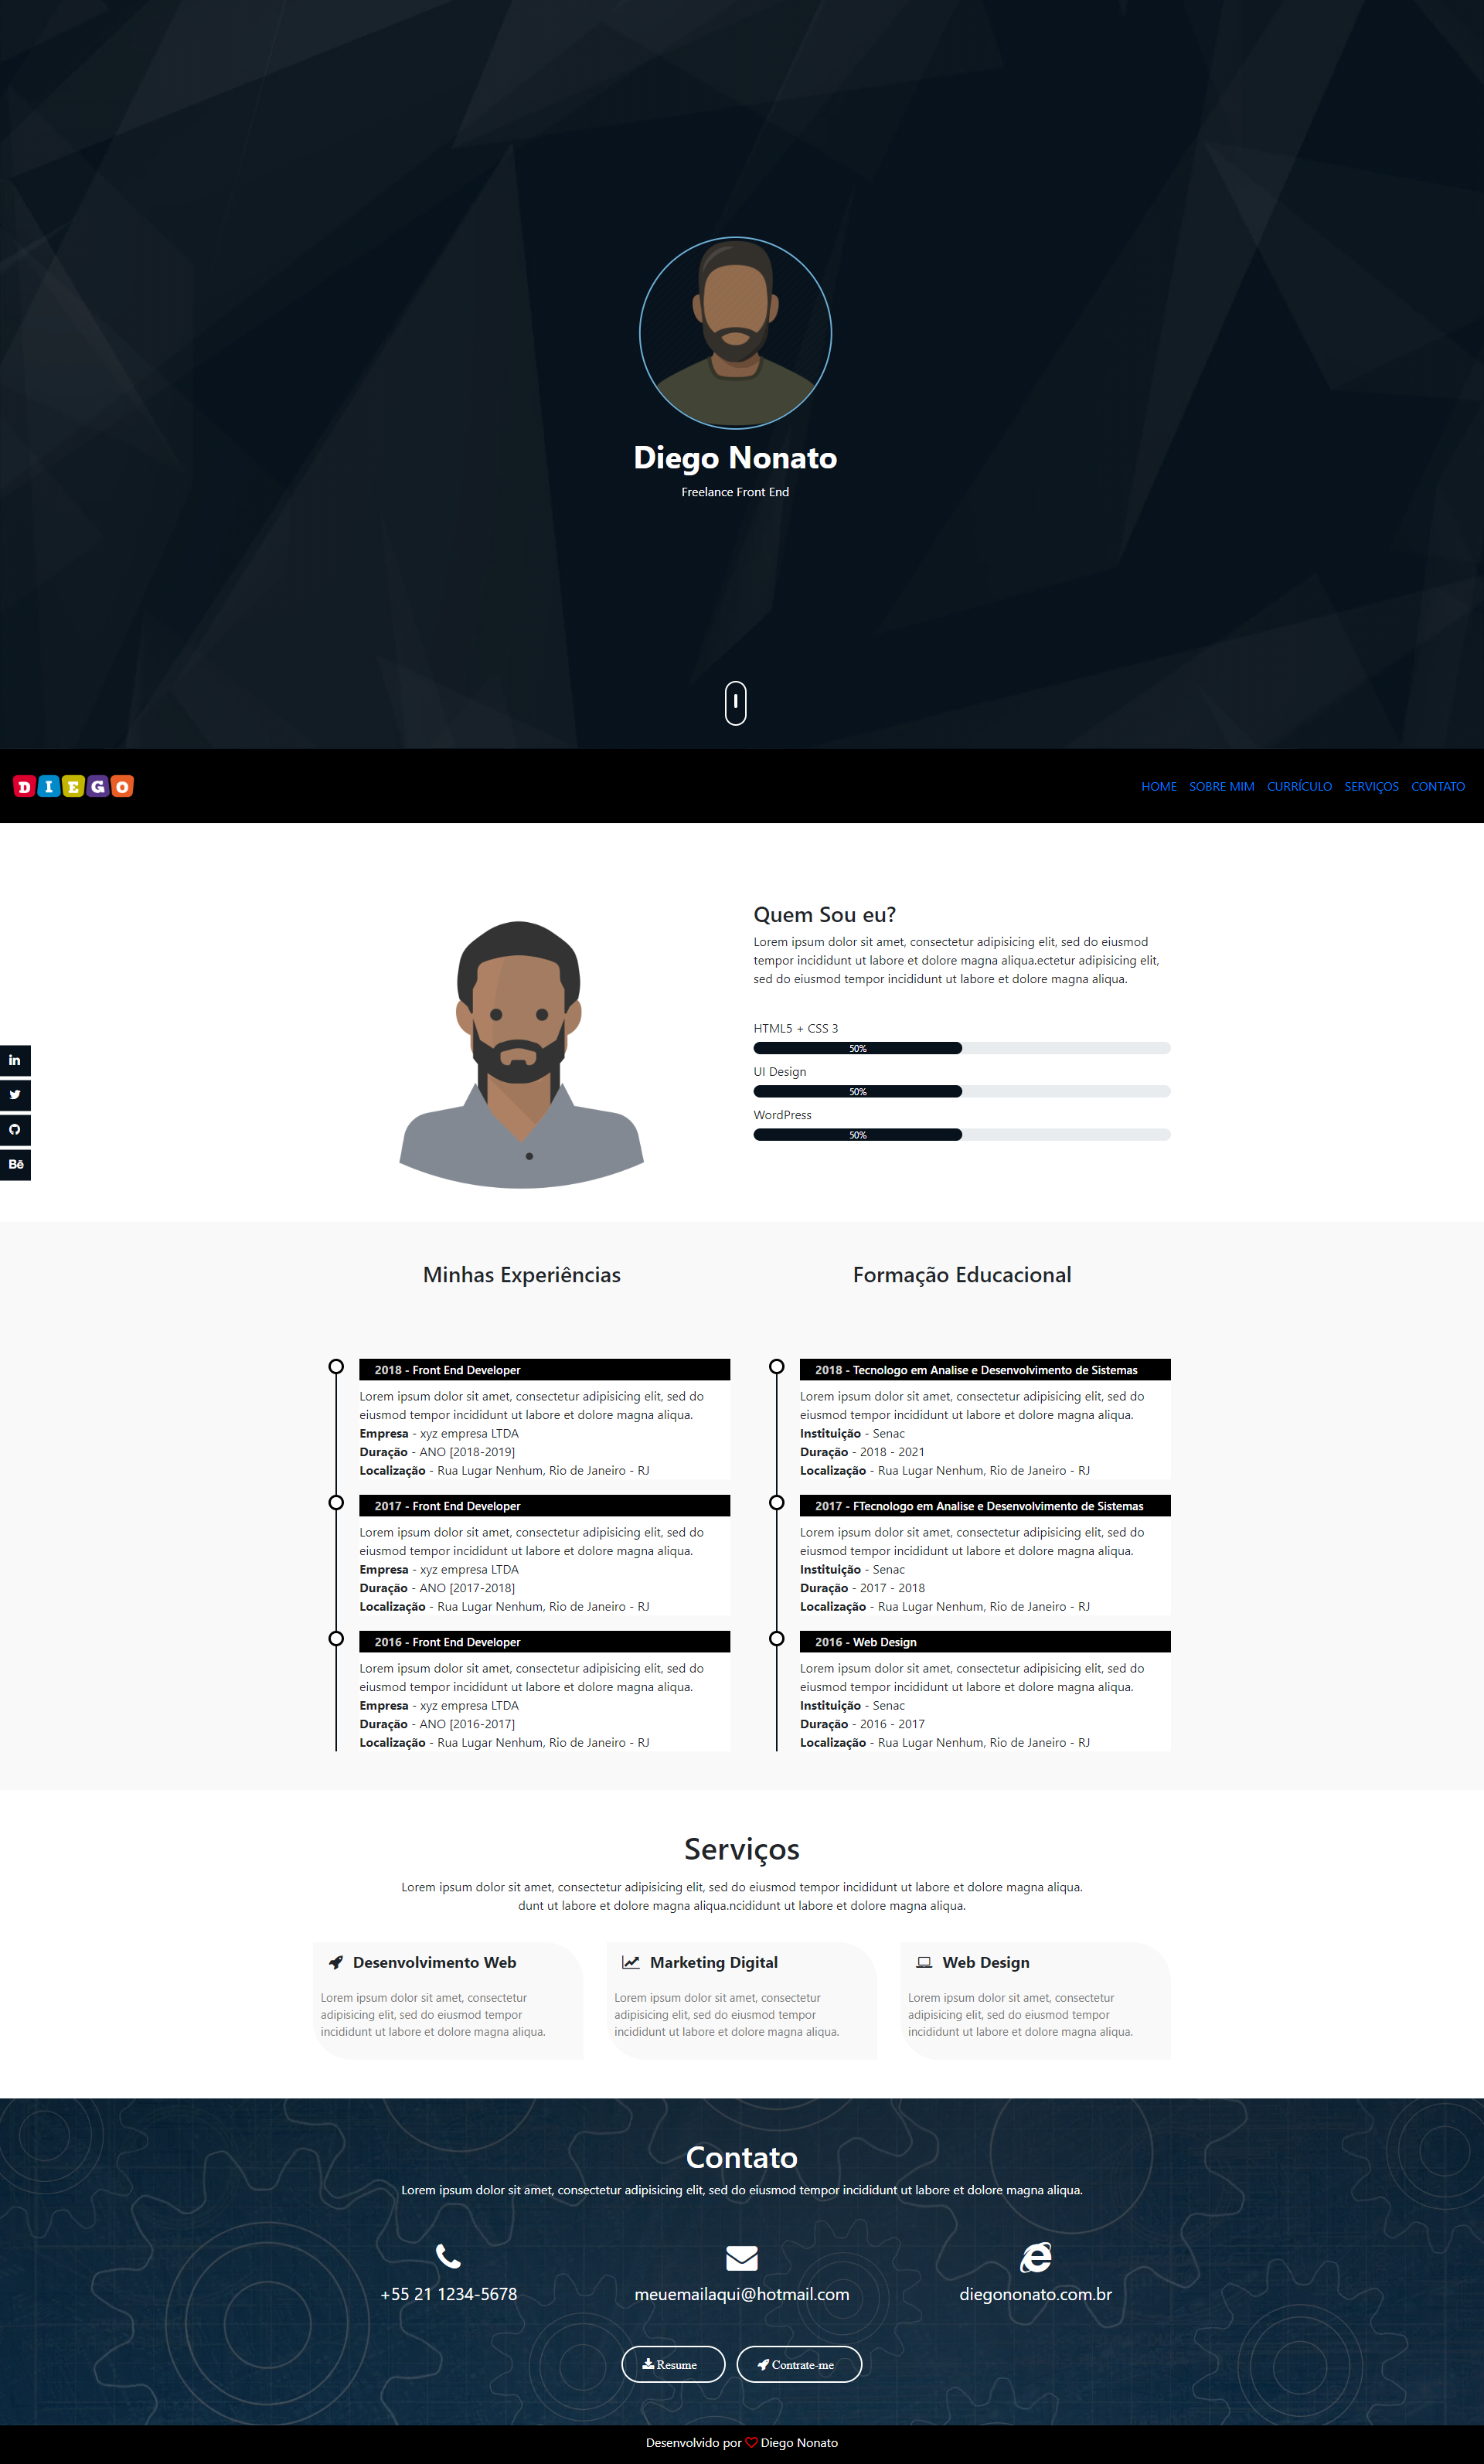 Diego Nonato
Freelance Front End
DIEGO
HOME SOBRE MIM CURRÍCULO SERVIÇOS CONTATO
Quem Sou eu?
Lorem ipsum dolor sit amet, consectetur adipisicing elit, sed do eiusmod
tempor incididunt ut labore et dolore magna aliqua.ectetur adipisicing elit,
sed do eiusmod tempor incididunt ut labore et dolore magna aliqua.
HTML5 + CSS 3
50%
UI Design
50%
WordPress
50%
in
Bē
Minhas Experiências
2018 - Front End Developer
Lorem ipsum dolor sit amet, consectetur adipisicing elit, sed do
eiusmod tempor incididunt ut labore et dolore magna aliqua.
Empresa - xyz empresa LTDA
Duração - ANO [2018-2019]
Localização - Rua Lugar Nenhum, Rio de Janeiro - RJ
2017 - Front End Developer
Lorem ipsum dolor sit amet, consectetur adipisicing elit, sed do
eiusmod tempor incididunt ut labore et dolore magna aliqua.
Empresa - xyz empresa LTDA
Duração - ANO [2017-2018]
Localização - Rua Lugar Nenhum, Rio de Janeiro - RJ
2016 - Front End Developer
Lorem ipsum dolor sit amet, consectetur adipisicing elit, sed do
eiusmod tempor incididunt ut labore et dolore magna aliqua.
Empresa - xyz empresa LTDA
Duração - ANO [2016-2017]
Localização - Rua Lugar Nenhum, Rio de Janeiro - RJ
Formação Educacional
2018 - Tecnologo em Analise e Desenvolvimento de Sistemas
Lorem ipsum dolor sit amet, consectetur adipisicing elit, sed do
eiusmod tempor incididunt ut labore et dolore magna aliqua.
Instituição - Senac
Duração - 2018 - 2021
Localização - Rua Lugar Nenhum, Rio de Janeiro - RJ
2017 - FTecnologo em Analise e Desenvolvimento de Sistemas
Lorem ipsum dolor sit amet, consectetur adipisicing elit, sed do
eiusmod tempor incididunt ut labore et dolore magna aliqua.
Instituição - Senac
Duração - 2017 - 2018
Localização - Rua Lugar Nenhum, Rio de Janeiro - RJ
2016 - Web Design
Lorem ipsum dolor sit amet, consectetur adipisicing elit, sed do
eiusmod tempor incididunt ut labore et dolore magna aliqua.
Instituição - Senac
Duração - 2016 - 2017
Localização - Rua Lugar Nenhum, Rio de Janeiro - RJ
Serviços
Lorem ipsum dolor sit amet, consectetur adipisicing elit, sed do eiusmod tempor incididunt ut labore et dolore magna aliqua.
dunt ut labore et dolore magna aliqua.ncididunt ut labore et dolore magna aliqua.
Desenvolvimento Web
Lorem ipsum dolor sit amet, consectetur
adipisicing elit, sed do eiusmod tempor
incididunt ut labore et dolore magna aliqua.
Marketing Digital
Lorem ipsum dolor sit amet, consectetur
adipisicing elit, sed do eiusmod tempor
incididunt ut labore et dolore magna aliqua.
Web Design
Lorem ipsum dolor sit amet, consectetur
adipisicing elit, sed do eiusmod tempor
incididunt ut labore et dolore magna aliqua.
Contato
Lorem ipsum dolor sit amet, consectetur adipisicing elit, sed do eiusmod tempor incididunt ut labore et dolore magna aliqua.
+55 21 1234-5678
meuemailaqui@hotmail.com
diegononato.com.br
Resume
Contrate-me
Desenvolvido por ♡ Diego Nonato